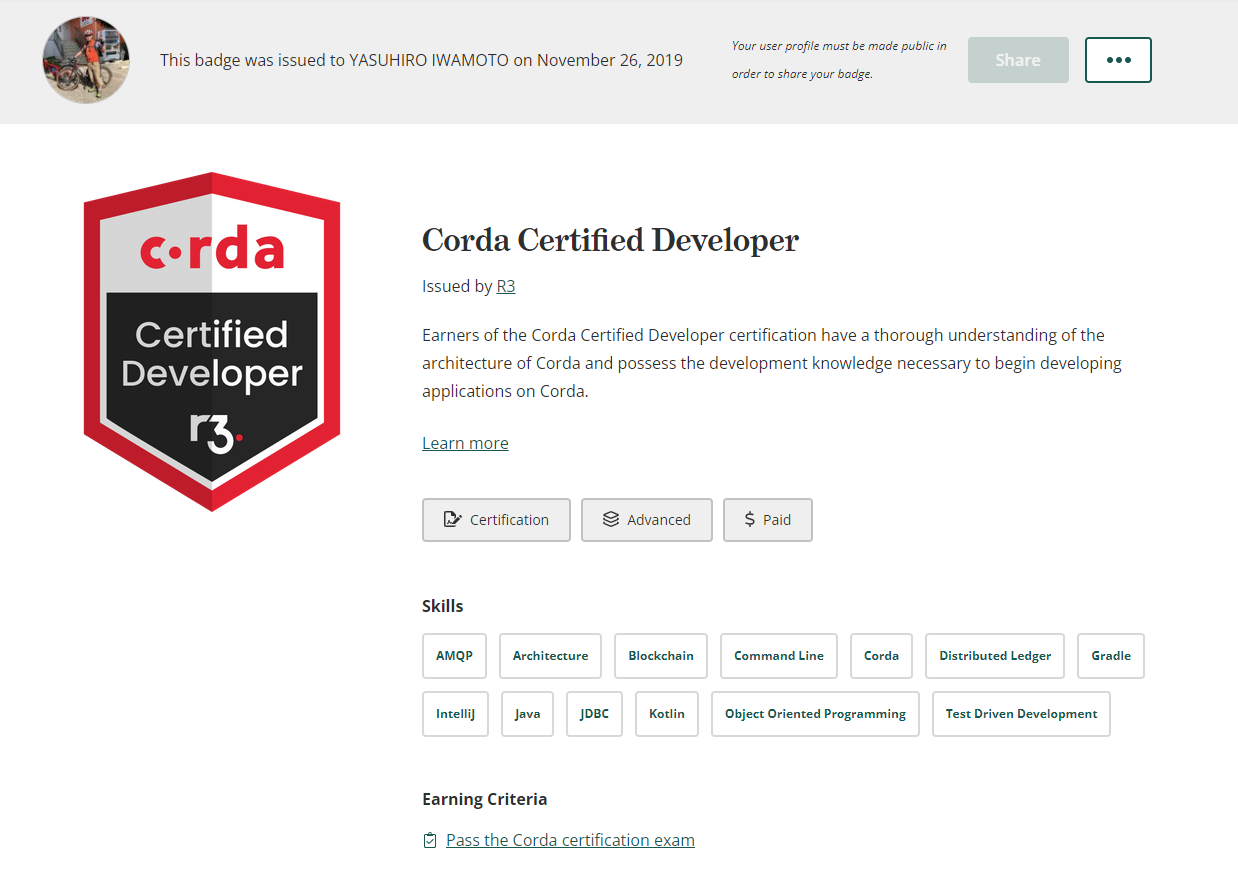 This badge was issued to YASUHIRO IWAMOTO on November 26, 2019
Your user profile must be made public in
order to share your badge.
Share
corda
Certified
Developer
r3.
Corda Certified Developer
Issued by R3
Earners of the Corda Certified Developer certification have a thorough understanding of the
architecture of Corda and possess the development knowledge necessary to begin developing
applications on Corda.
Learn more
Certification
Advanced
$ Paid
Skills
AMQP Architecture Blockchain Command Line Corda Distributed Ledger Gradle
IntelliJ Java JDBC Kotlin Object Oriented Programming Test Driven Development
Earning Criteria
Pass the Corda certification exam